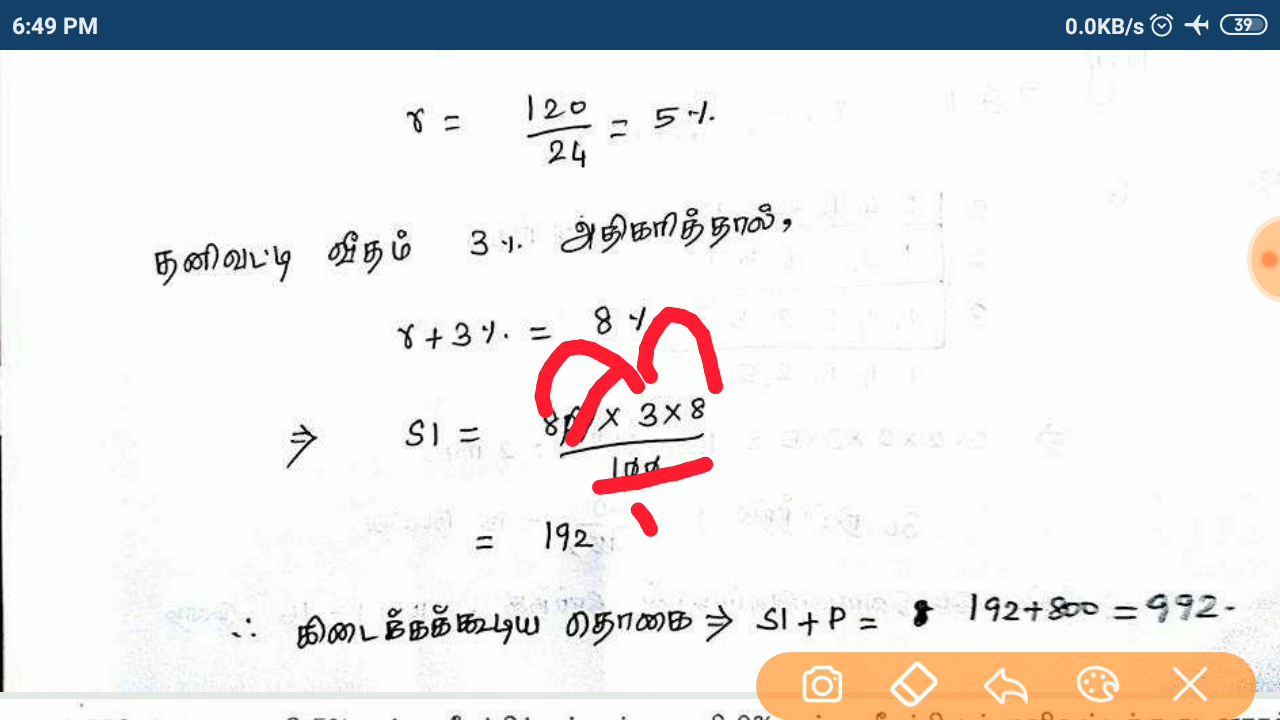 6:49 PM 0.0KB/s 39
r = 120/24 = 5%
தனிவட்டி வீதம் 3% அதிகரித்தால்,
r+3% = 8%
⇒ SI = 800 × 3 × 8 / 100
= 192
∴ கிடைக்கக்கூடிய தொகை ⇒ SI + P = 192+800 = 992.